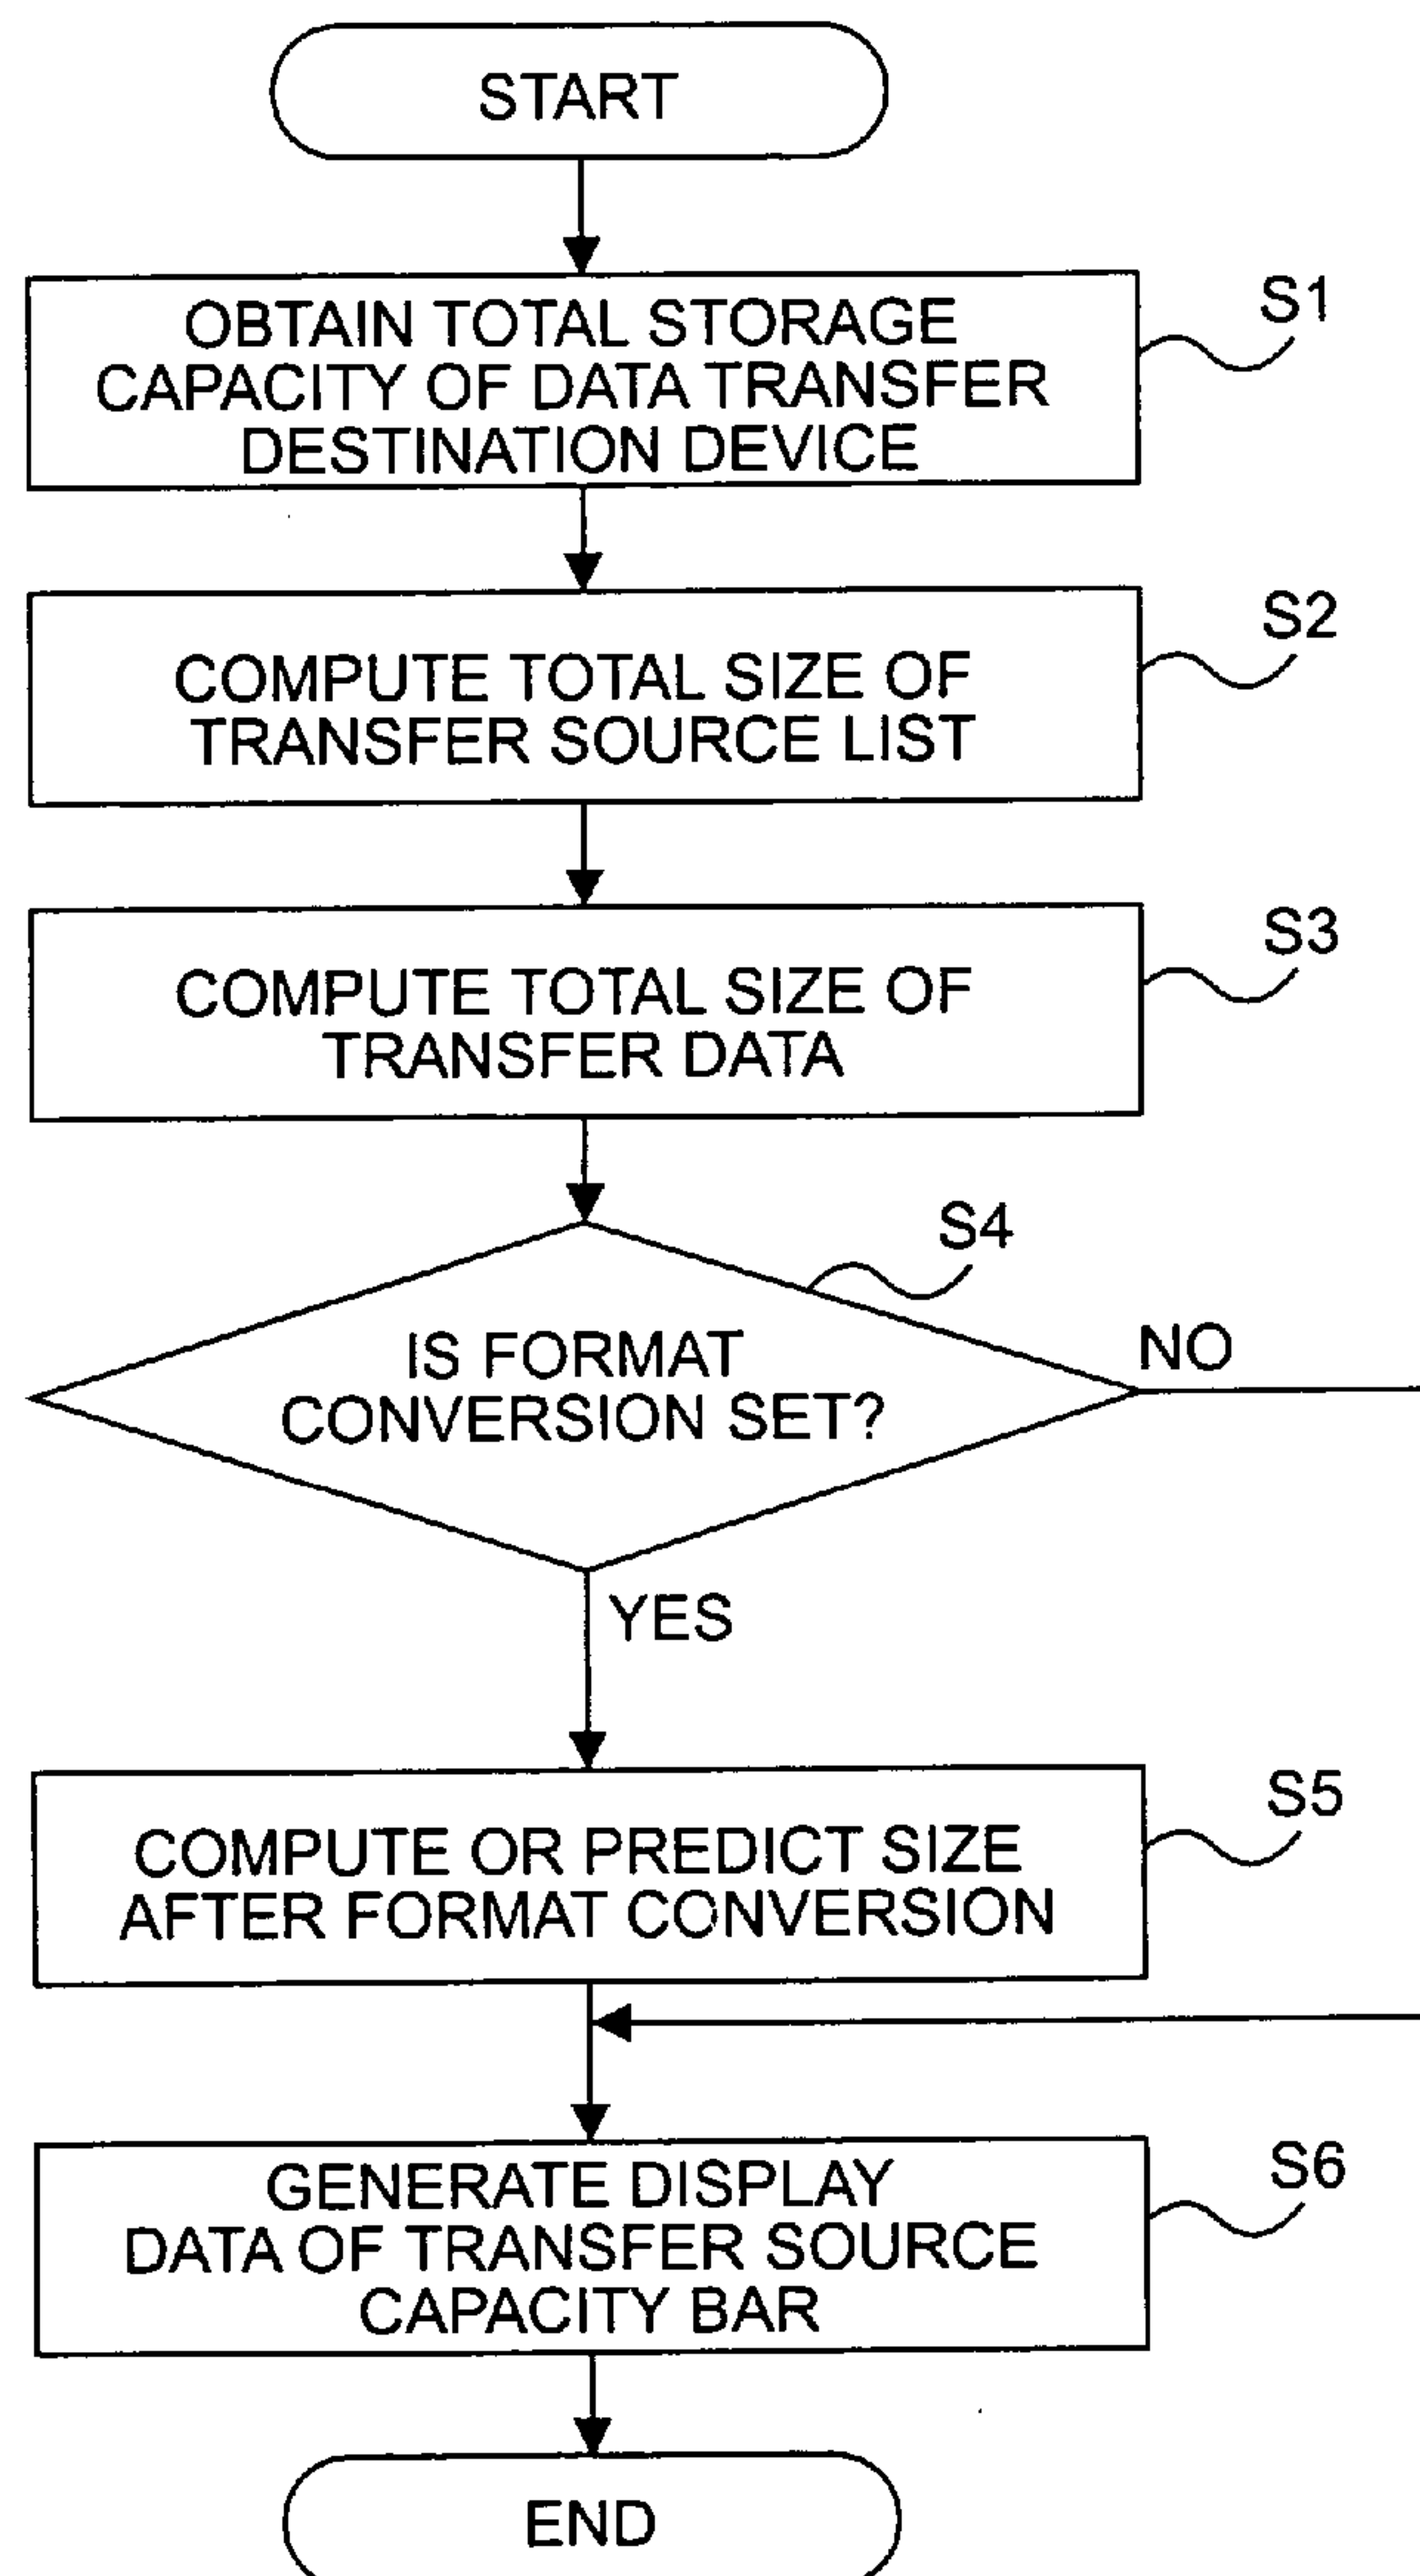 START
OBTAIN TOTAL STORAGE
CAPACITY OF DATA TRANSFER
DESTINATION DEVICE
S1
COMPUTE TOTAL SIZE OF
TRANSFER SOURCE LIST
S2
COMPUTE TOTAL SIZE OF
TRANSFER DATA
S3
S4
IS FORMAT
CONVERSION SET?
NO
YES
COMPUTE OR PREDICT SIZE
AFTER FORMAT CONVERSION
S5
GENERATE DISPLAY
DATA OF TRANSFER SOURCE
CAPACITY BAR
S6
END